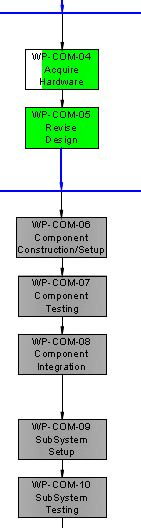 WP-COM-04
Acquire
Hardware
WP-COM-05
Revise
Design
WP-COM-06
Component
Construction/Setup
WP-COM-07
Component
Testing
WP-COM-08
Component
Integration
WP-COM-09
SubSystem
Setup
WP-COM-10
SubSystem
Testing